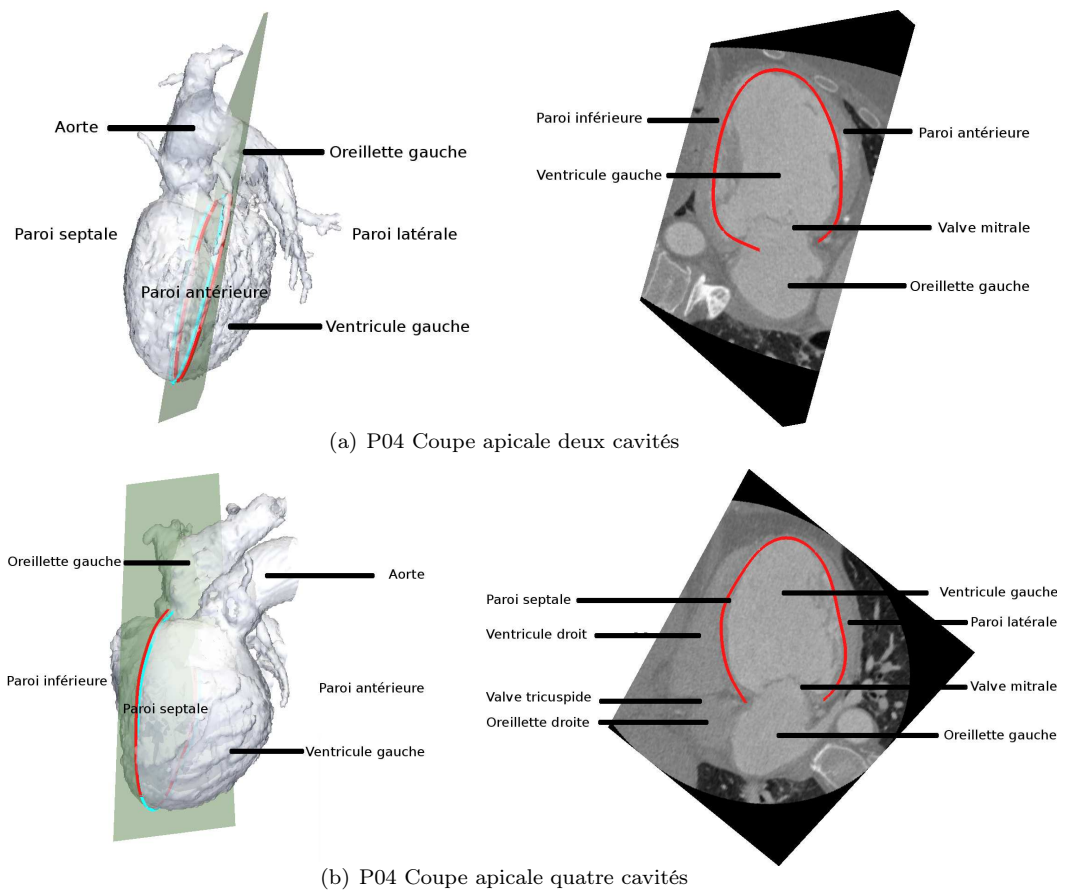 Aorte
Oreillette gauche
Paroi septale
Paroi latérale
Paroi antérieure
Ventricule gauche
Paroi inférieure
Paroi antérieure
Ventricule gauche
Valve mitrale
Oreillette gauche
(a) P04 Coupe apicale deux cavités
Oreillette gauche
Aorte
Paroi inférieure
Paroi antérieure
Paroi septale
Ventricule gauche
Ventricule gauche
Paroi septale
Paroi latérale
Ventricule droit
Valve mitrale
Valve tricuspide
Oreillette droite
Oreillette gauche
(b) P04 Coupe apicale quatre cavités